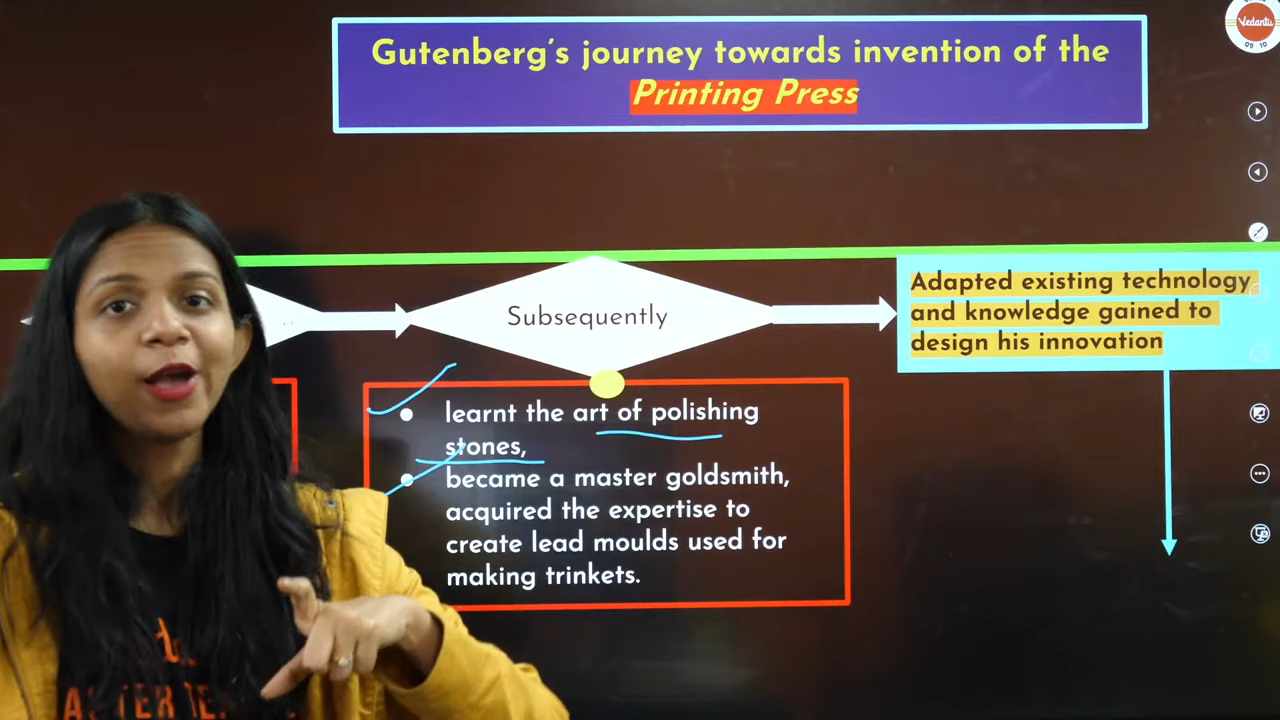 Gutenberg's journey towards invention of the
Printing Press
Vedantu
09 10
Subsequently
Adapted existing technology
and knowledge gained to
design his innovation
learnt the art of polishing
stones,
became a master goldsmith,
acquired the expertise to
create lead moulds used for
making trinkets.